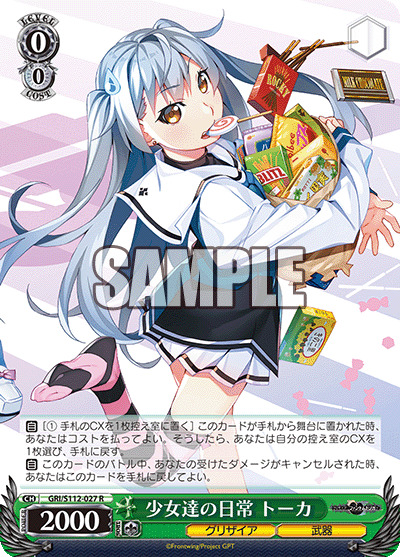 LEVEL
0
0
COST
ROCKY
MILK CHOCOLATE
BLITZ
SAMPLE
自 [① 手札のCXを1枚控え室に置く] このカードが手札から舞台に置かれた時、
あなたはコストを払ってよい。そうしたら、あなたは自分の控え室のCXを
1枚選び、手札に戻す。
自 このカードのバトル中、あなたの受けたダメージがキャンセルされた時、
あなたはこのカードを手札に戻してよい。
CH GRI/S112-027 R
POWER
2000
少女達の日常 トーカ
グリザイア 武器
©Frontwing/Project GPT